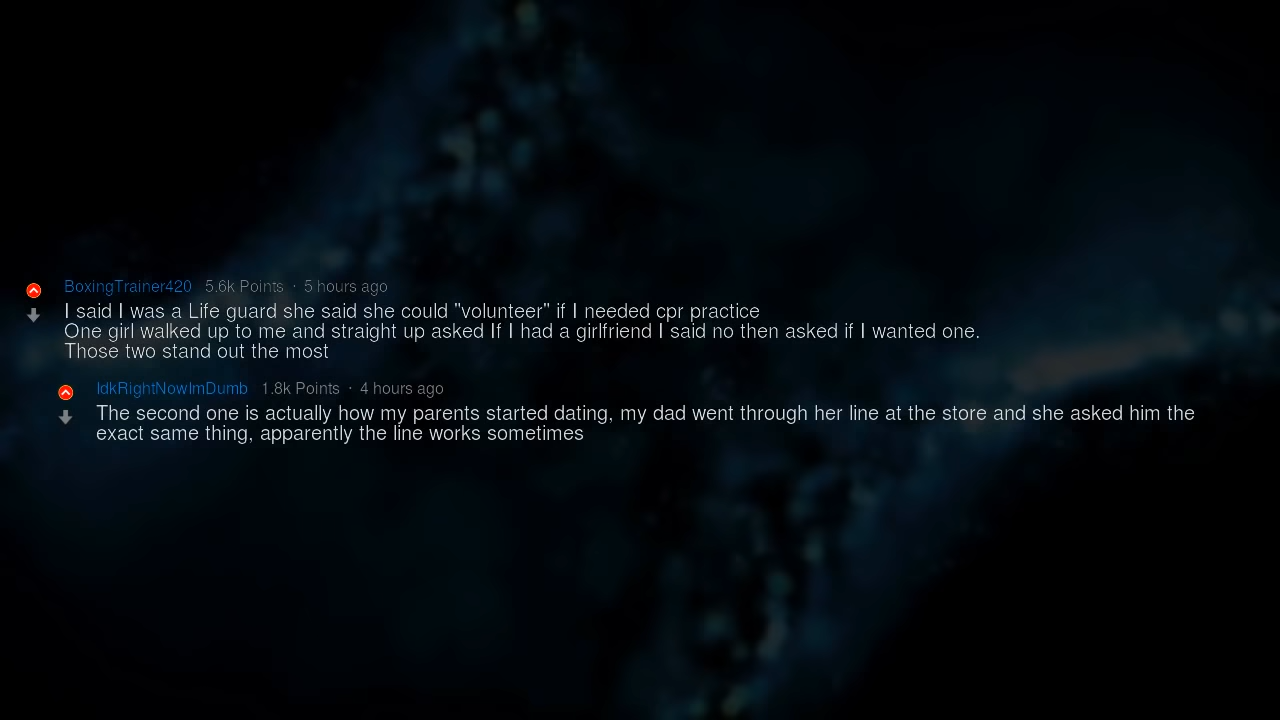 BoxingTrainer420 5.6k Points · 5 hours ago
I said I was a Life guard she said she could "volunteer" if I needed cpr practice
One girl walked up to me and straight up asked If I had a girlfriend I said no then asked if I wanted one.
Those two stand out the most
IdkRightNowImDumb 1.8k Points · 4 hours ago
The second one is actually how my parents started dating, my dad went through her line at the store and she asked him the
exact same thing, apparently the line works sometimes